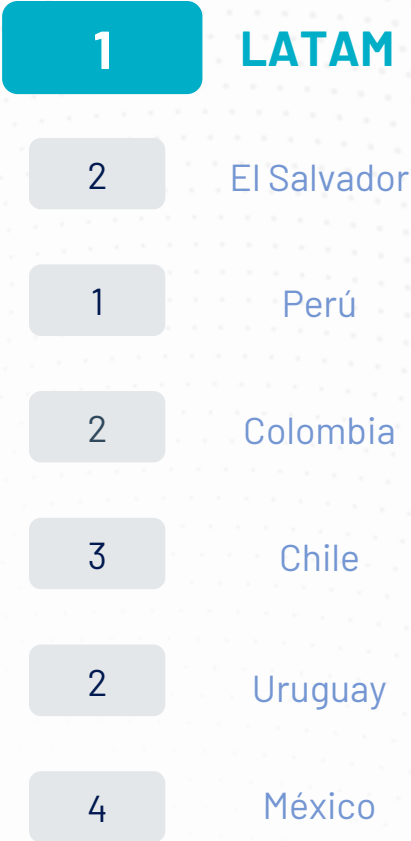 1 LATAM
2 El Salvador
1 Perú
2 Colombia
3 Chile
2 Uruguay
4 México